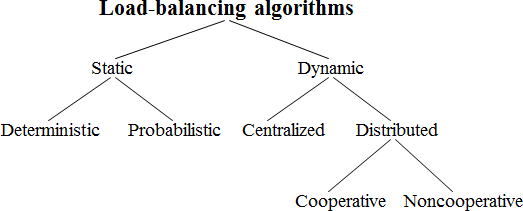 Load-balancing algorithms
Static Dynamic
Deterministic Probabilistic Centralized Distributed
Cooperative Noncooperative